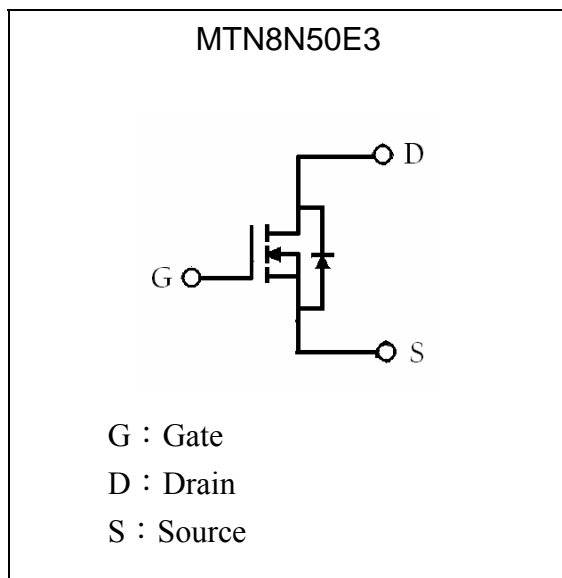 MTN8N50E3
D
G
S
G：Gate
D：Drain
S：Source